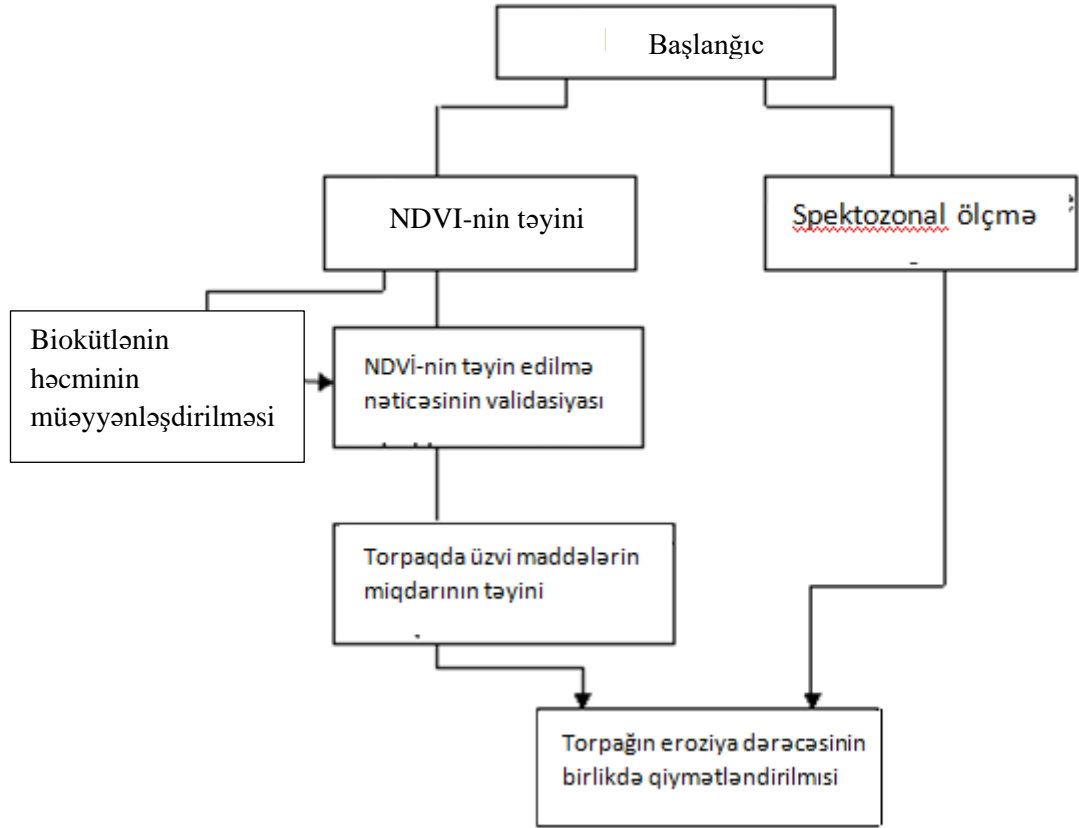 Başlanğıc
NDVI-nin təyini
Spektozonal ölçmə
Biokütlənin
həcminin
müəyyənləşdirilməsi
NDVİ-nin təyin edilmə
nəticəsinin validasiyası
Torpaqda üzvi maddələrin
miqdarının təyini
Torpağın eroziya dərəcəsinin
birlikdə qiymətləndirilmısi